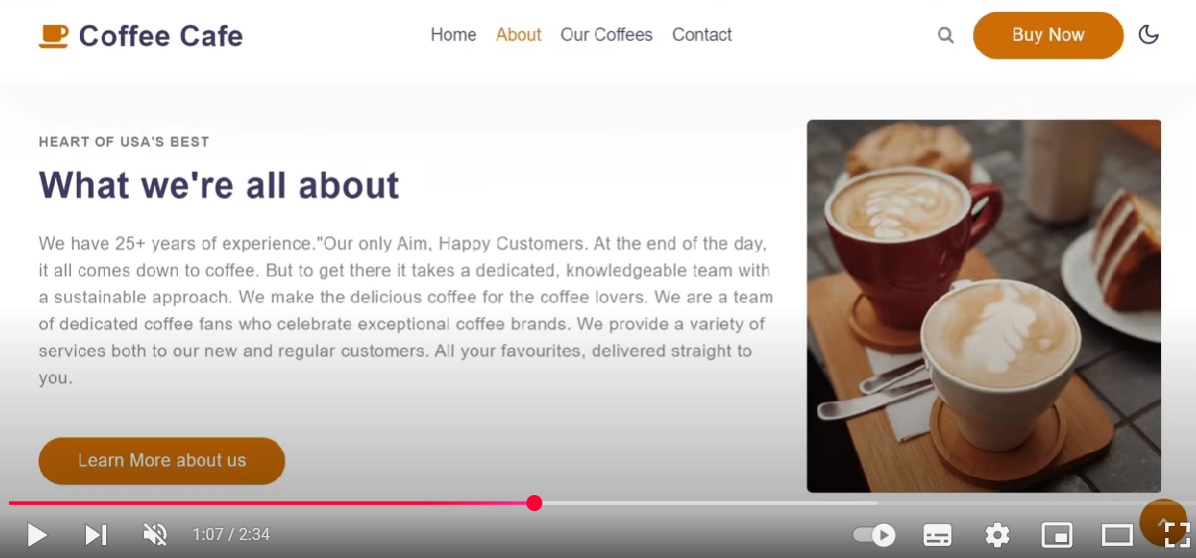 Coffee Cafe
Home About Our Coffees Contact
Buy Now
HEART OF USA'S BEST
What we're all about
We have 25+ years of experience."Our only Aim, Happy Customers. At the end of the day,
it all comes down to coffee. But to get there it takes a dedicated, knowledgeable team with
a sustainable approach. We make the delicious coffee for the coffee lovers. We are a team
of dedicated coffee fans who celebrate exceptional coffee brands. We provide a variety of
services both to our new and regular customers. All your favourites, delivered straight to
you.
Learn More about us
1:07 / 2:34